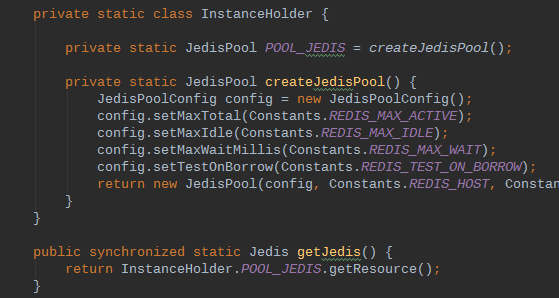 private static class InstanceHolder {
private static JedisPool POOL_JEDIS = createJedisPool();
private static JedisPool createJedisPool() {
JedisPoolConfig config = new JedisPoolConfig();
config.setMaxTotal(Constants.REDIS_MAX_ACTIVE);
config.setMaxIdle(Constants.REDIS_MAX_IDLE);
config.setMaxWaitMillis(Constants.REDIS_MAX_WAIT);
config.setTestOnBorrow(Constants.REDIS_TEST_ON_BORROW);
return new JedisPool(config, Constants.REDIS_HOST, Constan
}
}
public synchronized static Jedis getJedis() {
return InstanceHolder.POOL_JEDIS.getResource();
}